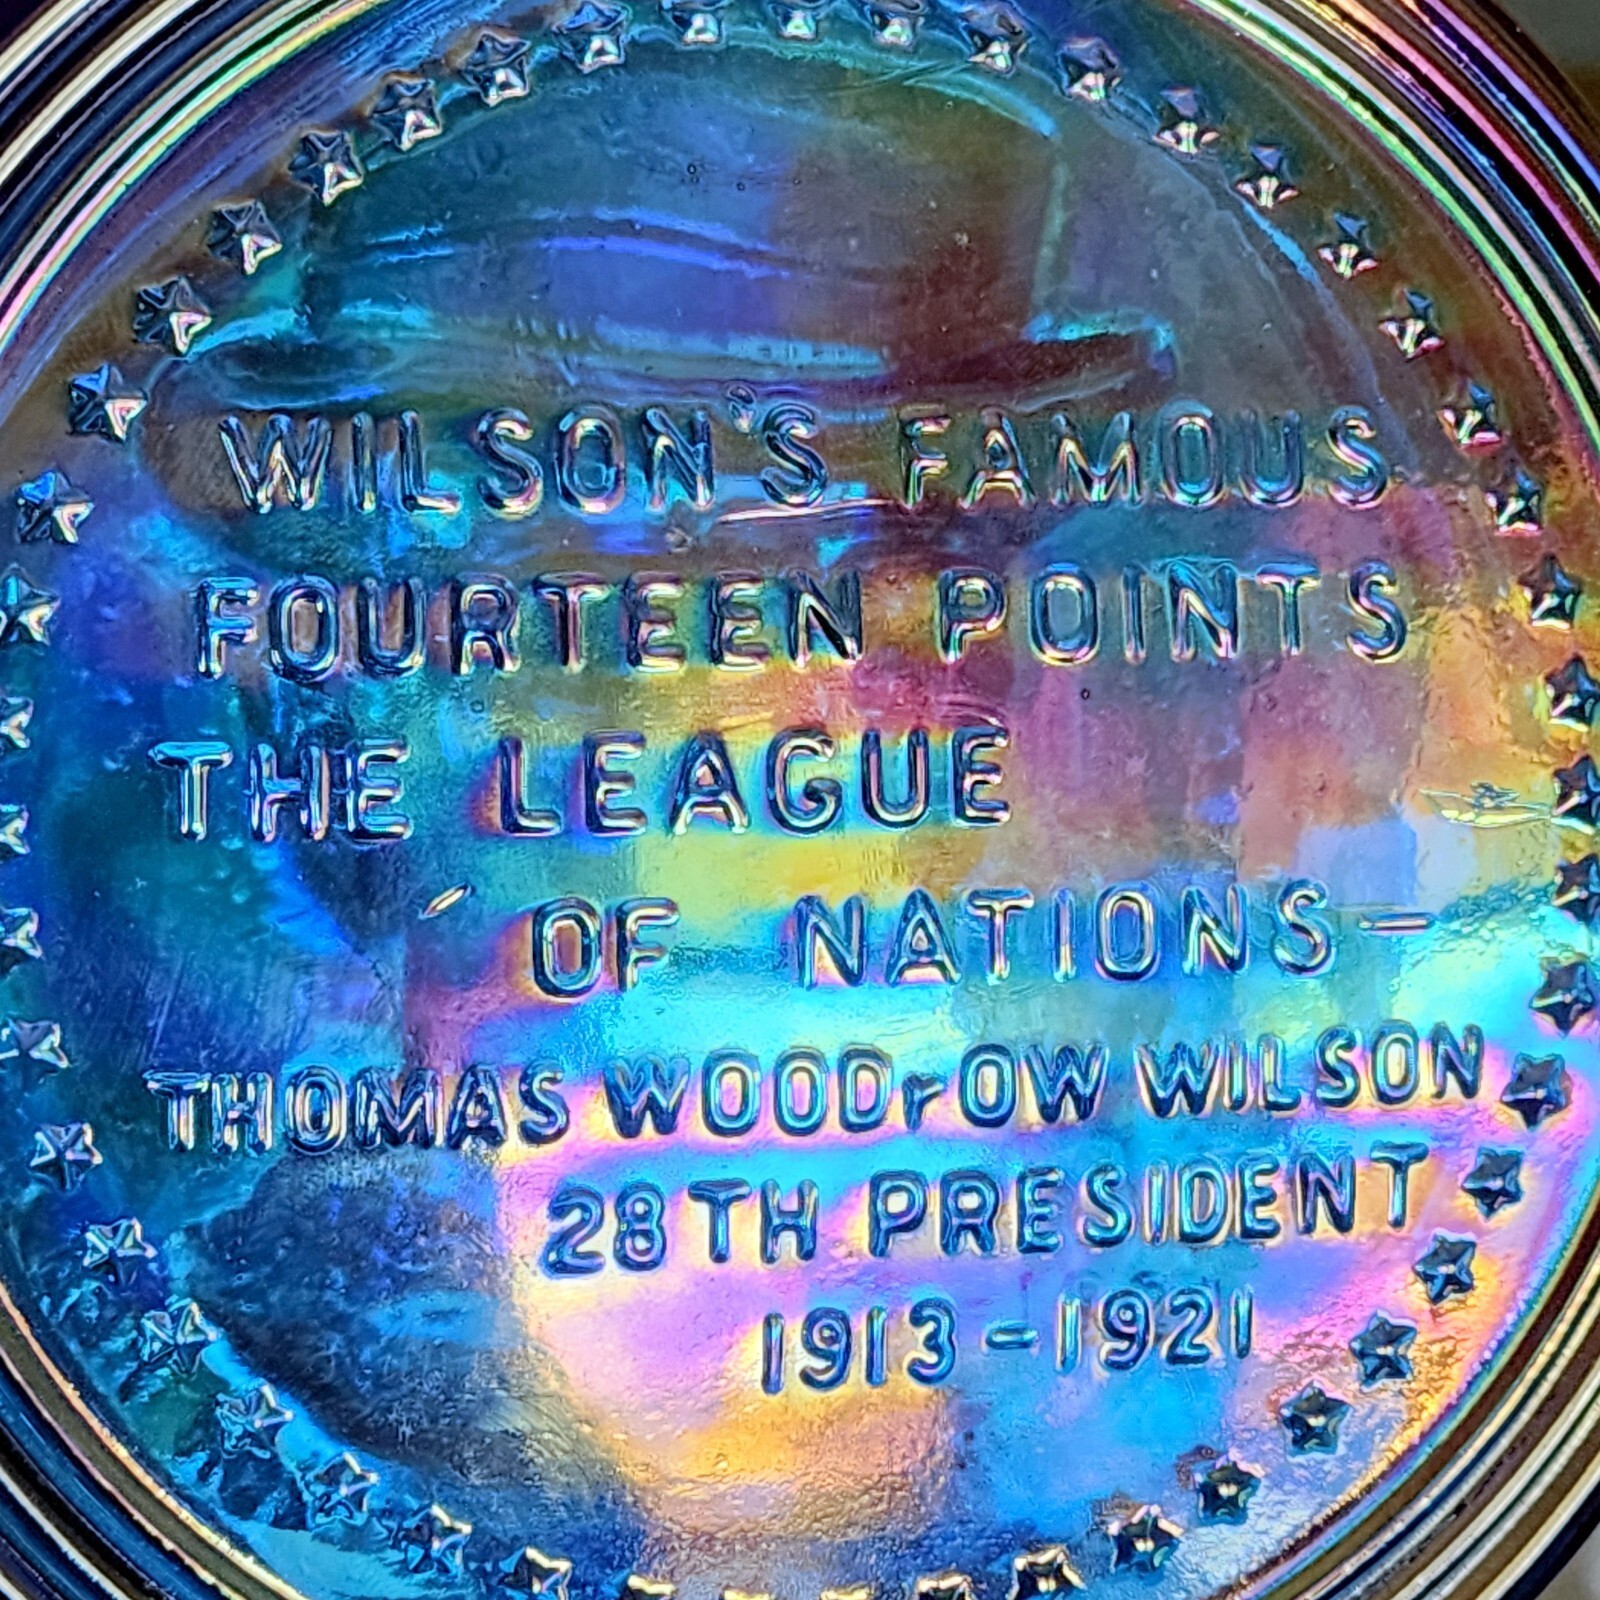 WILSON'S FAMOUS
FOURTEEN POINTS
THE LEAGUE
OF NATIONS–
THOMAS WOODrOW WILSON
28TH PRESIDENT
1913–1921